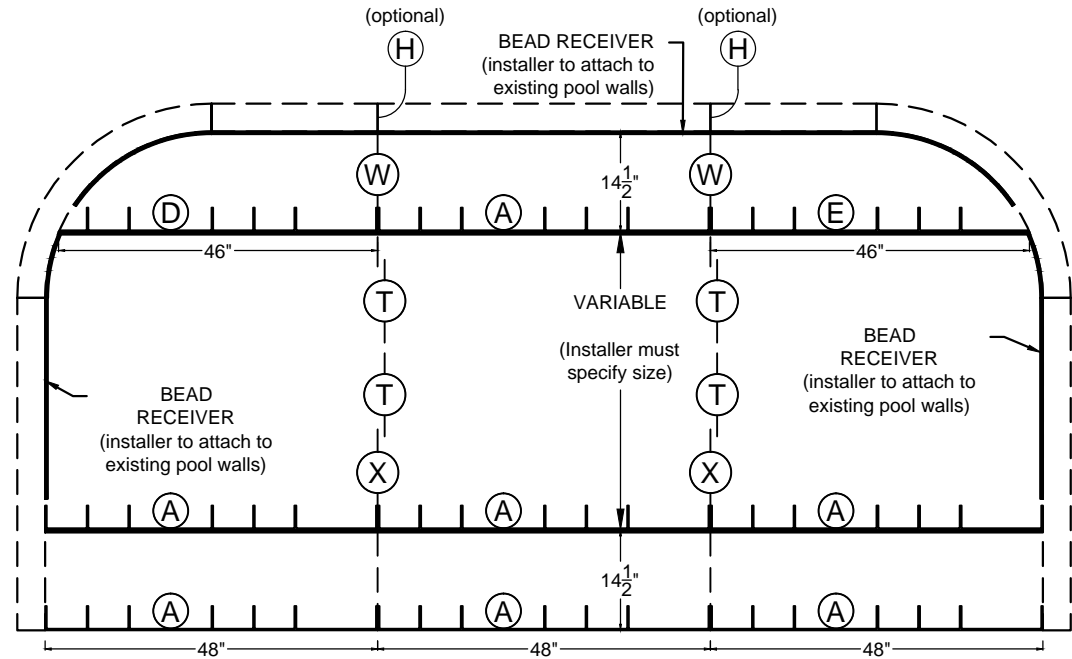 (optional)
(optional)
H
H
BEAD RECEIVER
(installer to attach to
existing pool walls)
W
W
14 1/2"
D
A
E
46"
46"
T
VARIABLE
T
(Installer must
specify size)
T
T
BEAD
RECEIVER
(installer to attach to
existing pool walls)
BEAD
RECEIVER
(installer to attach to
existing pool walls)
X
X
A
A
A
14 1/2"
A
A
A
48"
48"
48"